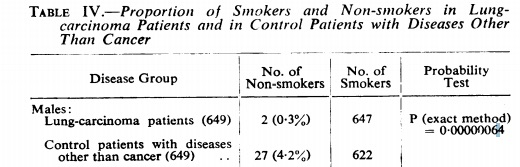 TABLE IV.—Proportion of Smokers and Non-smokers in Lung-
carcinoma Patients and in Control Patients with Diseases Other
Than Cancer
Disease Group
No. of
Non-smokers
No. of
Smokers
Probability
Test
Males:
Lung-carcinoma patients (649) 2 (0·3%) 647 P (exact method)
= 0·00000064
Control patients with diseases
other than cancer (649) .. 27 (4·2%) 622